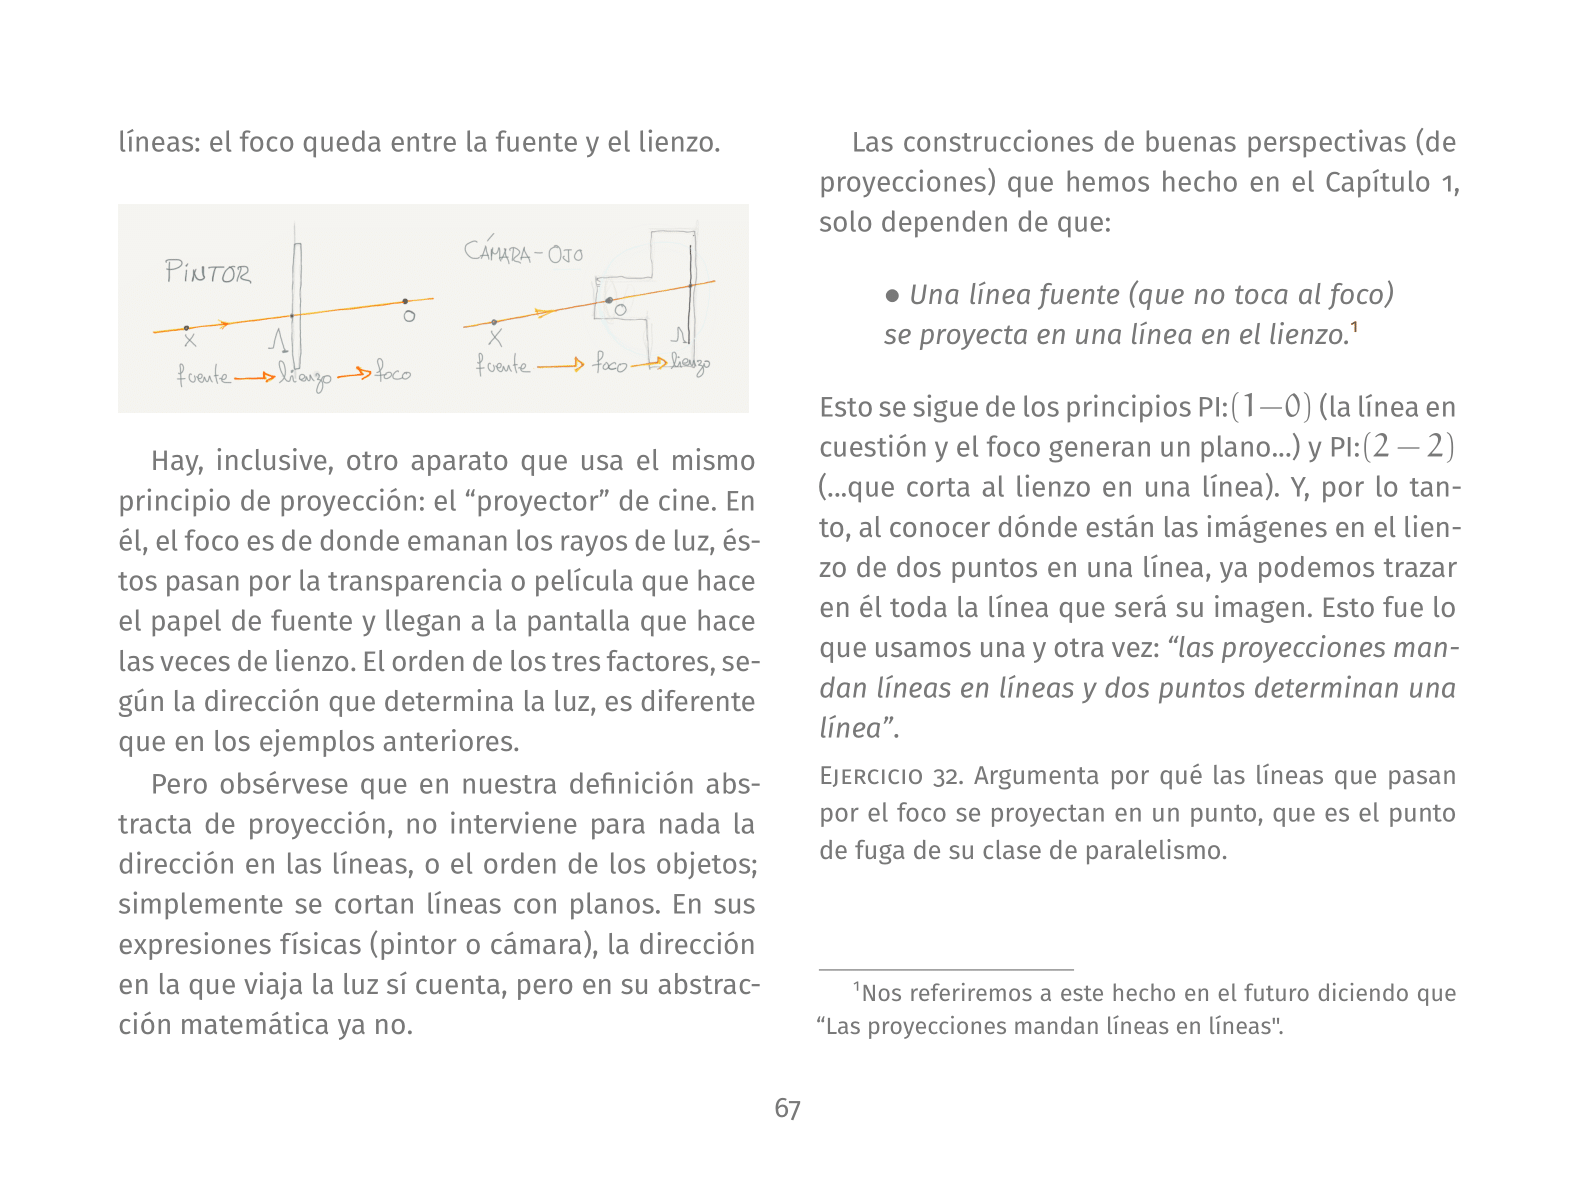 líneas: el foco queda entre la fuente y el lienzo.
PINTOR
X
Λ
O
fuente → lienzo → foco
CÁMARA-OJO
X
O
Λ
fuente → foco → lienzo
Hay, inclusive, otro aparato que usa el mismo
principio de proyección: el “proyector” de cine. En
él, el foco es de donde emanan los rayos de luz, és-
tos pasan por la transparencia o película que hace
el papel de fuente y llegan a la pantalla que hace
las veces de lienzo. El orden de los tres factores, se-
gún la dirección que determina la luz, es diferente
que en los ejemplos anteriores.
Pero obsérvese que en nuestra definición abs-
tracta de proyección, no interviene para nada la
dirección en las líneas, o el orden de los objetos;
simplemente se cortan líneas con planos. En sus
expresiones físicas (pintor o cámara), la dirección
en la que viaja la luz sí cuenta, pero en su abstrac-
ción matemática ya no.
Las construcciones de buenas perspectivas (de
proyecciones) que hemos hecho en el Capítulo 1,
solo dependen de que:
• Una línea fuente (que no toca al foco)
se proyecta en una línea en el lienzo.¹
Esto se sigue de los principios PI:(1—0) (la línea en
cuestión y el foco generan un plano...) y PI:(2 — 2)
(...que corta al lienzo en una línea). Y, por lo tan-
to, al conocer dónde están las imágenes en el lien-
zo de dos puntos en una línea, ya podemos trazar
en él toda la línea que será su imagen. Esto fue lo
que usamos una y otra vez: “las proyecciones man-
dan líneas en líneas y dos puntos determinan una
línea”.
EJERCICIO 32. Argumenta por qué las líneas que pasan
por el foco se proyectan en un punto, que es el punto
de fuga de su clase de paralelismo.
¹Nos referiremos a este hecho en el futuro diciendo que
“Las proyecciones mandan líneas en líneas".
67